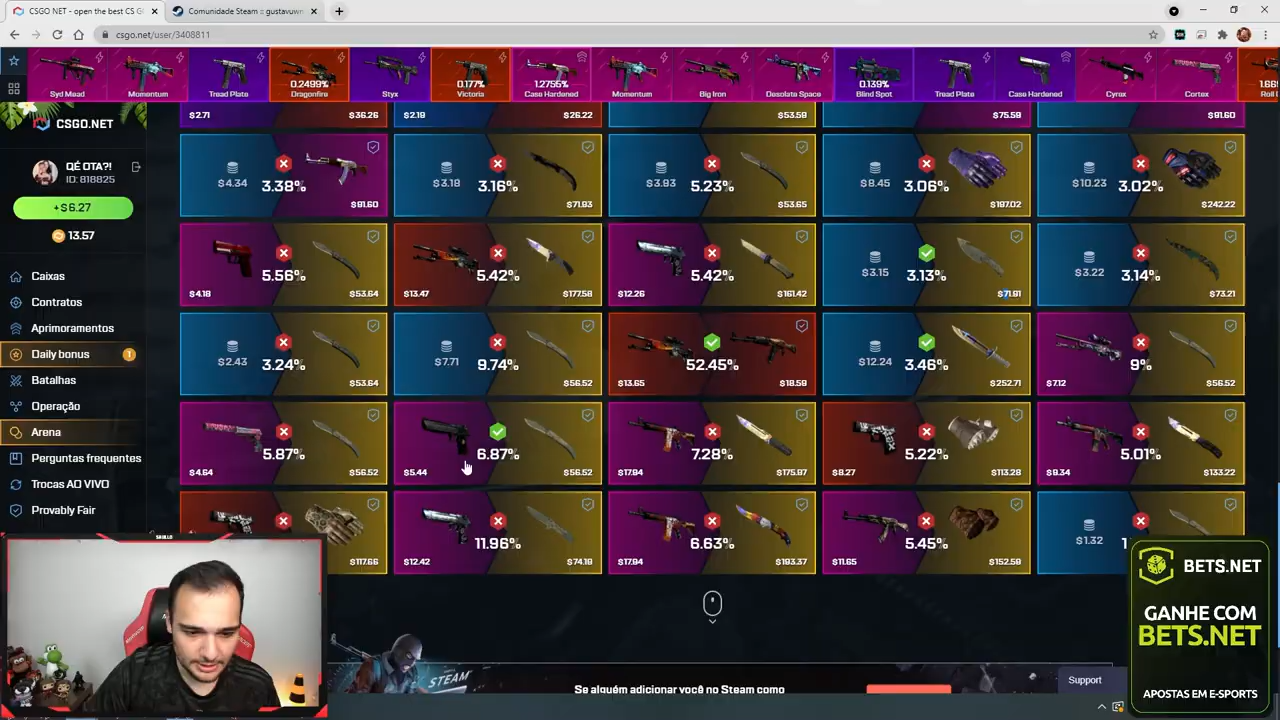 CSGO NET - open the best CS G
Comunidade Steam :: gustavuwn
csgo.net/user/3408811
Syd Mead
Momentum
Tread Plate
0.2499%
Dragonfire
Styx
0.177%
Victoria
1.2756%
Case Hardened
Momentum
Big Iron
Desolate Space
0.139%
Blind Spot
Tread Plate
Case Hardened
Cyrex
Cortex
CSGO.NET
QÉ OTA?!
ID: 818825
+$6.27
13.57
Caixas
Contratos
Aprimoramentos
Daily bonus
1
Batalhas
Operação
Arena
Perguntas frequentes
Trocas AO VIVO
Provably Fair
$2.71
$36.26
$2.19
$26.22
$53.59
$75.59
$91.60
$4.34
3.38%
$91.60
$3.19
3.16%
$71.93
$3.93
5.23%
$53.65
$8.45
3.06%
$197.02
$10.23
3.02%
$242.22
5.56%
$4.18
$53.64
5.42%
$13.47
$177.58
5.42%
$12.26
$161.42
$3.15
3.13%
$71.91
$3.22
3.14%
$73.21
$2.43
3.24%
$53.64
$7.71
9.74%
$56.52
52.45%
$13.65
$18.59
$12.24
3.46%
$252.71
9%
$7.12
$56.52
5.87%
$4.64
$56.52
6.87%
$5.44
$56.52
7.28%
$17.94
$175.97
5.22%
$8.27
$113.28
5.01%
$9.34
$133.22
$117.66
11.96%
$12.42
$74.19
6.63%
$17.94
$193.37
5.45%
$11.65
$152.59
$1.32
STEAM
Se alguém adicionar você no Steam como
Support
BETS.NET
GANHE COM
BETS.NET
APOSTAS EM E-SPORTS